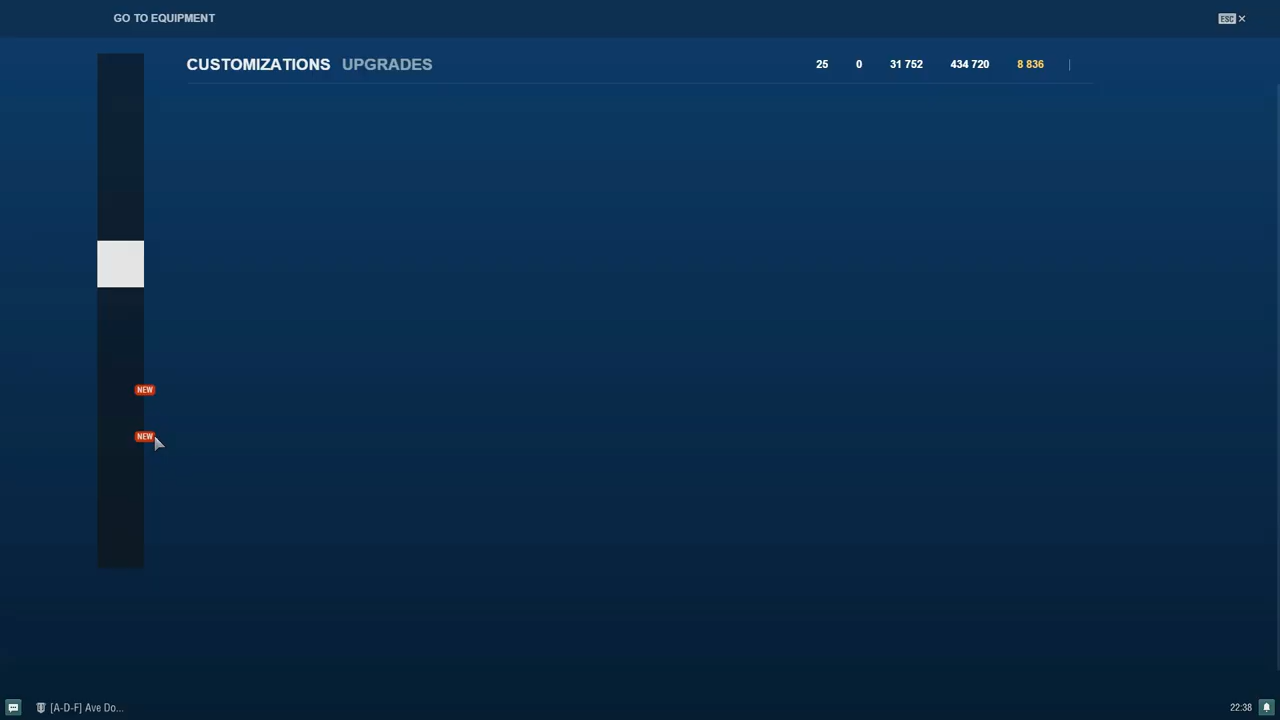 GO TO EQUIPMENT
ESC
CUSTOMIZATIONS UPGRADES 25 0 31 752 434 720 8 836
NEW
NEW
[A-D-F] Ave Do...
22:38